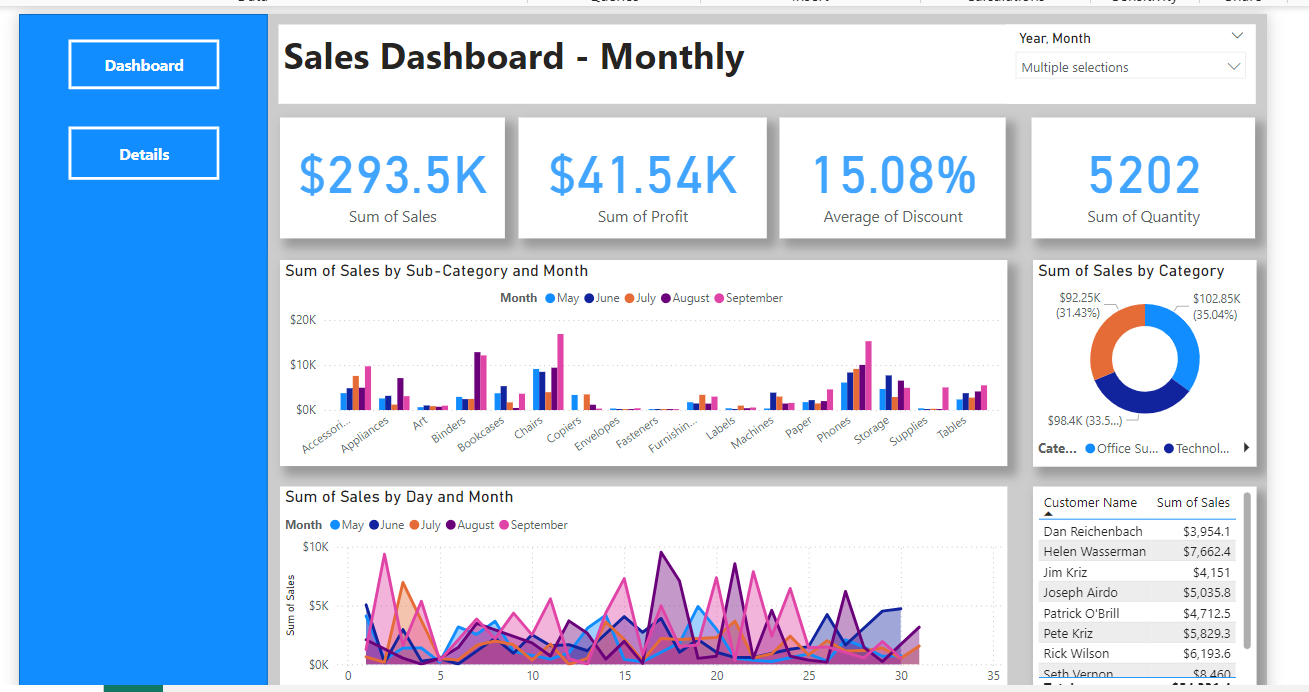 Dashboard
Details
Sales Dashboard - Monthly
Year, Month
Multiple selections
$293.5K
Sum of Sales
$41.54K
Sum of Profit
15.08%
Average of Discount
5202
Sum of Quantity
Sum of Sales by Sub-Category and Month
Month May June July August September
$20K
$10K
$0K
Accessori... Appliances Art Binders Bookcases Chairs Copiers Envelopes Fasteners Furnishin... Labels Machines Paper Phones Storage Supplies Tables
Sum of Sales by Category
$92.25K
(31.43%)
$102.85K
(35.04%)
$98.4K (33.5...)
Cate... Office Su... Technol...
Sum of Sales by Day and Month
Month May June July August September
Sum of Sales
$10K
$5K
$0K
0 5 10 15 20 25 30 35
Customer Name Sum of Sales
Dan Reichenbach $3,954.1
Helen Wasserman $7,662.4
Jim Kriz $4,151
Joseph Airdo $5,035.8
Patrick O'Brill $4,712.5
Pete Kriz $5,829.3
Rick Wilson $6,193.6
Seth Vernon $8,460